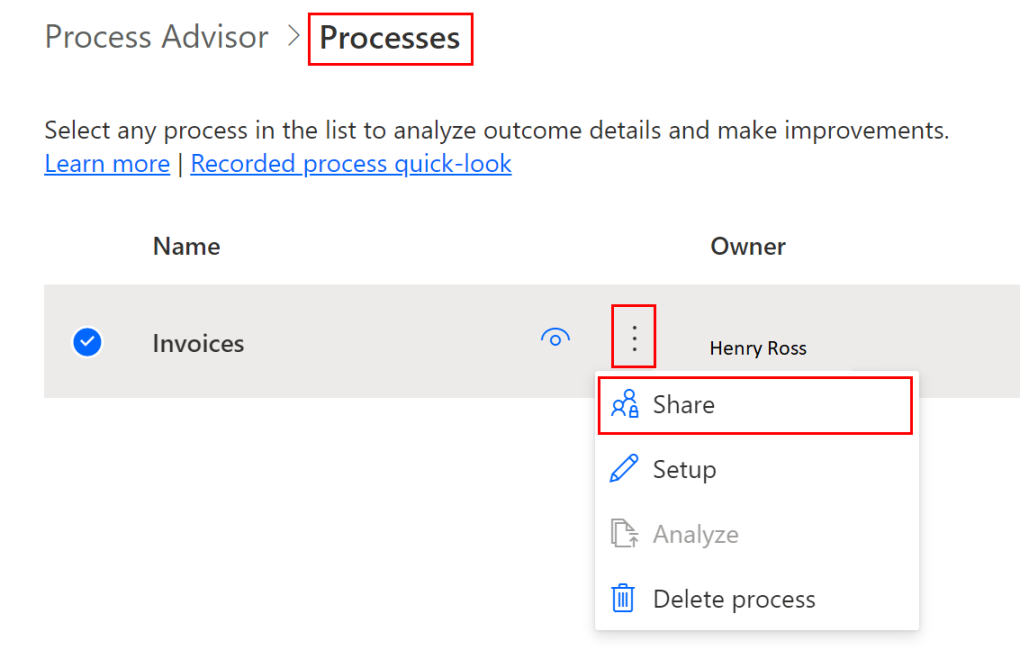 Process Advisor > Processes
Select any process in the list to analyze outcome details and make improvements.
Learn more | Recorded process quick-look
Name Owner
Invoices Henry Ross
Share
Setup
Analyze
Delete process